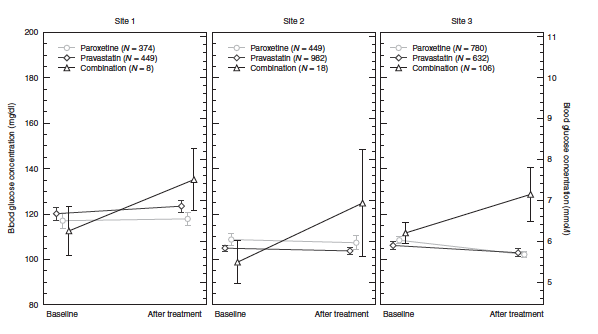 Site 1
Site 2
Site 3
Paroxetine (N = 374)
Pravastatin (N = 449)
Combination (N = 8)
Paroxetine (N = 449)
Pravastatin (N = 982)
Combination (N = 18)
Paroxetine (N = 780)
Pravastatin (N = 632)
Combination (N = 106)
Blood glucose concentration (mg/dl)
200
180
160
140
120
100
80
11
10
9
8
7
6
5
Blood glucose concentration (mmol/l)
Baseline
After treatment
Baseline
After treatment
Baseline
After treatment